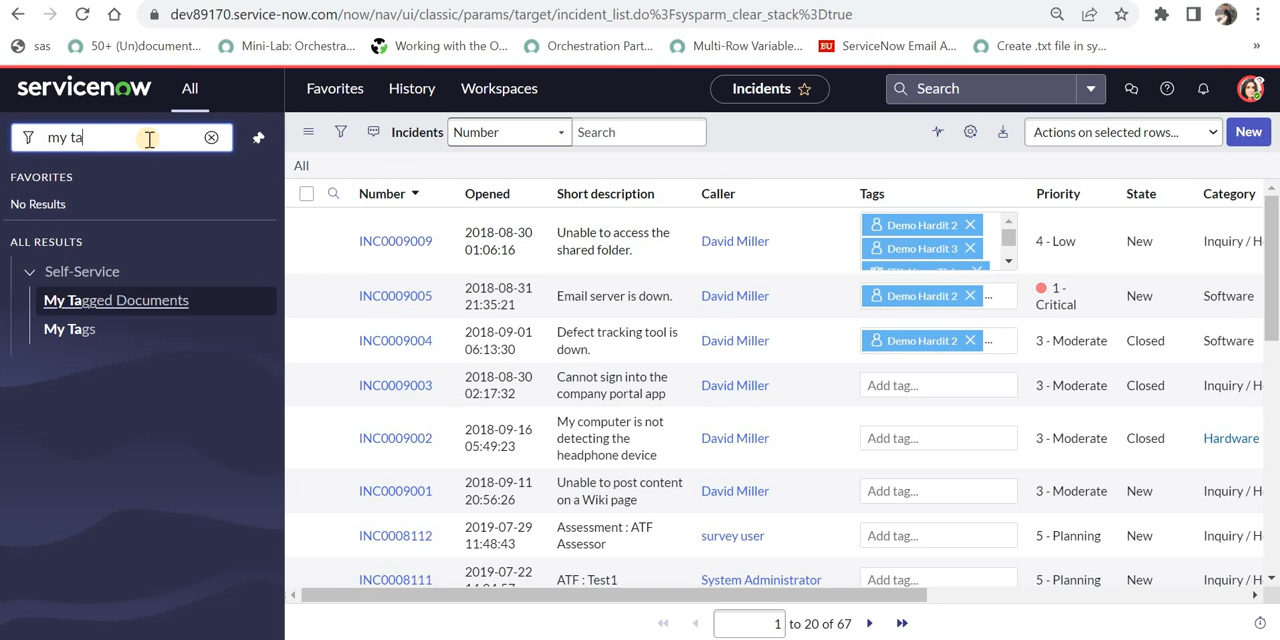 dev89170.service-now.com/now/nav/ui/classic/params/target/incident_list.do%3Fsysparm_clear_stack%3Dtrue
sas
50+ (Un)document...
Mini-Lab: Orchestra...
Working with the O...
Orchestration Part...
Multi-Row Variable...
BU
ServiceNow Email A...
Create .txt file in sy...
»
servicenow
All
Favorites
History
Workspaces
Incidents
Search
my ta
Incidents
Number
Search
Actions on selected rows...
New
FAVORITES
No Results
ALL RESULTS
Self-Service
My Tagged Documents
My Tags
All
Number
Opened
Short description
Caller
Tags
Priority
State
Category
INC0009009
2018-08-30
01:06:16
Unable to access the
shared folder.
David Miller
Demo Hardit 2
Demo Hardit 3
4 - Low
New
Inquiry / H
INC0009005
2018-08-31
21:35:21
Email server is down.
David Miller
Demo Hardit 2
...
1 -
Critical
New
Software
INC0009004
2018-09-01
06:13:30
Defect tracking tool is
down.
David Miller
Demo Hardit 2
...
3 - Moderate
Closed
Software
INC0009003
2018-08-30
02:17:32
Cannot sign into the
company portal app
David Miller
Add tag...
3 - Moderate
Closed
Inquiry / H
INC0009002
2018-09-16
05:49:23
My computer is not
detecting the
headphone device
David Miller
Add tag...
3 - Moderate
Closed
Hardware
INC0009001
2018-09-11
20:56:26
Unable to post content
on a Wiki page
David Miller
Add tag...
3 - Moderate
New
Inquiry / H
INC0008112
2019-07-29
11:48:43
Assessment : ATF
Assessor
survey user
Add tag...
5 - Planning
New
Inquiry / H
INC0008111
2019-07-22
ATF : Test1
System Administrator
Add tag...
5 - Planning
New
Inquiry / H
1 to 20 of 67